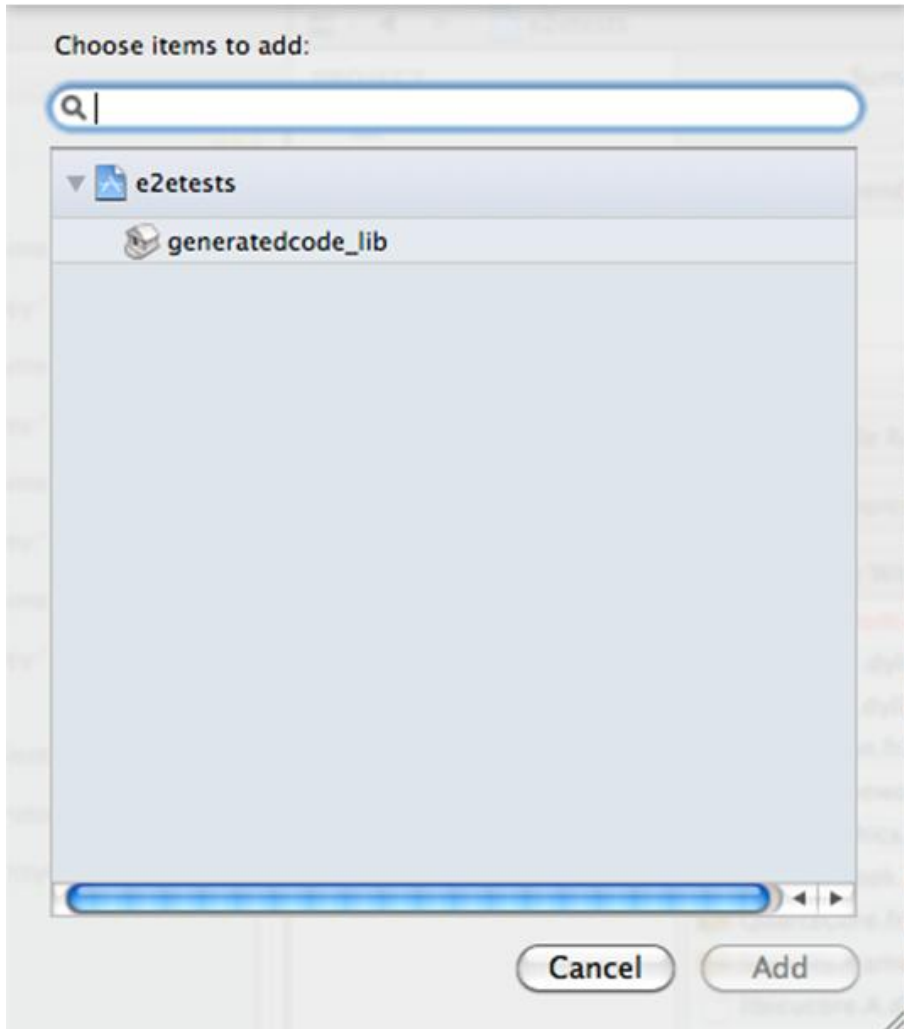 Choose items to add:
e2etests
generatedcode_lib
Cancel
Add